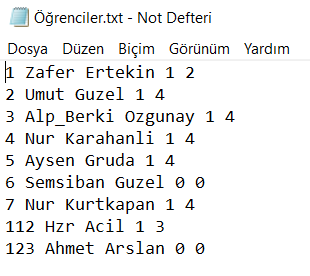 Öğrenciler.txt - Not Defteri
Dosya Düzen Biçim Görünüm Yardım
1 Zafer Ertekin 1 2
2 Umut Guzel 1 4
3 Alp_Berki Ozgunay 1 4
4 Nur Karahanli 1 4
5 Aysen Gruda 1 4
6 Semsiban Guzel 0 0
7 Nur Kurtkapan 1 4
112 Hzr Acil 1 3
123 Ahmet Arslan 0 0